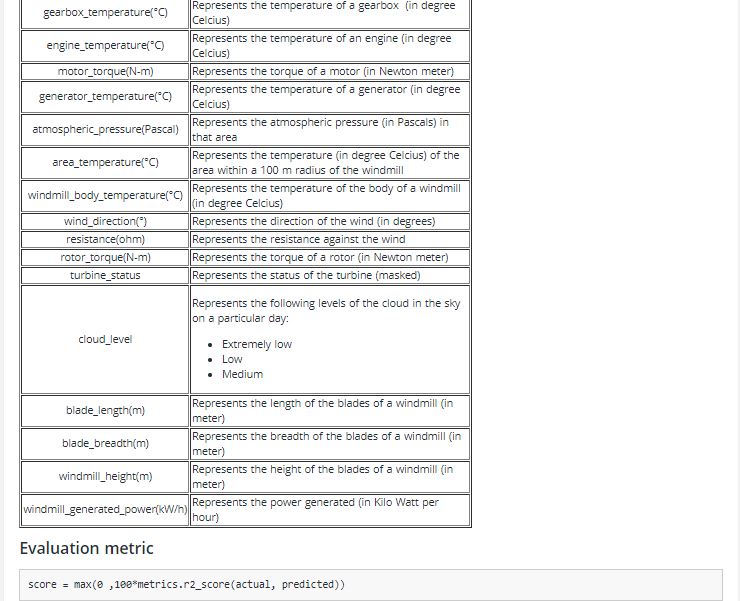 gearbox_temperature(°C)
Represents the temperature of a gearbox (in degree
Celcius)
engine_temperature(°C)
Represents the temperature of an engine (in degree
Celcius)
motor_torque(N-m)
Represents the torque of a motor (in Newton meter)
generator_temperature(°C)
Represents the temperature of a generator (in degree
Celcius)
atmospheric_pressure(Pascal)
Represents the atmospheric pressure (in Pascals) in
that area
area_temperature(°C)
Represents the temperature (in degree Celcius) of the
area within a 100 m radius of the windmill
windmill_body_temperature(°C)
Represents the temperature of the body of a windmill
(in degree Celcius)
wind_direction(°)
Represents the direction of the wind (in degrees)
resistance(ohm)
Represents the resistance against the wind
rotor_torque(N-m)
Represents the torque of a rotor (in Newton meter)
turbine_status
Represents the status of the turbine (masked)
cloud_level
Represents the following levels of the cloud in the sky
on a particular day:
• Extremely low
• Low
• Medium
blade_length(m)
Represents the length of the blades of a windmill (in
meter)
blade_breadth(m)
Represents the breadth of the blades of a windmill (in
meter)
windmill_height(m)
Represents the height of the blades of a windmill (in
meter)
windmill_generated_power(kW/h)
Represents the power generated (in Kilo Watt per
hour)
Evaluation metric
score = max(0 ,100*metrics.r2_score(actual, predicted))